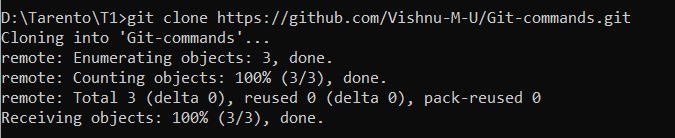 D:\Tarento\T1>git clone https://github.com/Vishnu-M-U/Git-commands.git
Cloning into 'Git-commands'...
remote: Enumerating objects: 3, done.
remote: Counting objects: 100% (3/3), done.
remote: Total 3 (delta 0), reused 0 (delta 0), pack-reused 0
Receiving objects: 100% (3/3), done.